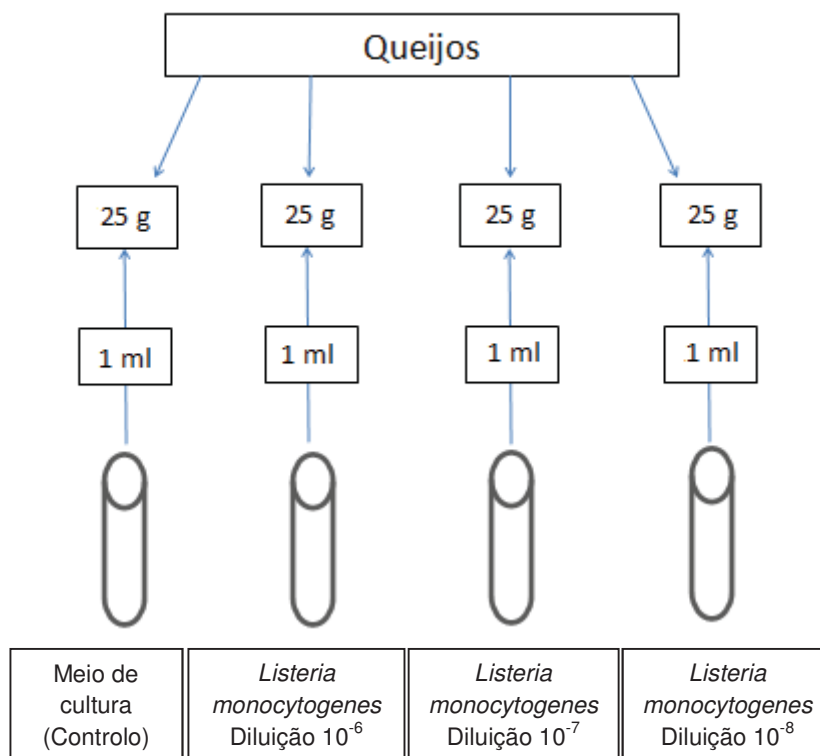 Queijos
25 g
25 g
25 g
25 g
1 ml
1 ml
1 ml
1 ml
Meio de
cultura
(Controlo)
Listeria
monocytogenes
Diluição 10⁻⁶
Listeria
monocytogenes
Diluição 10⁻⁷
Listeria
monocytogenes
Diluição 10⁻⁸